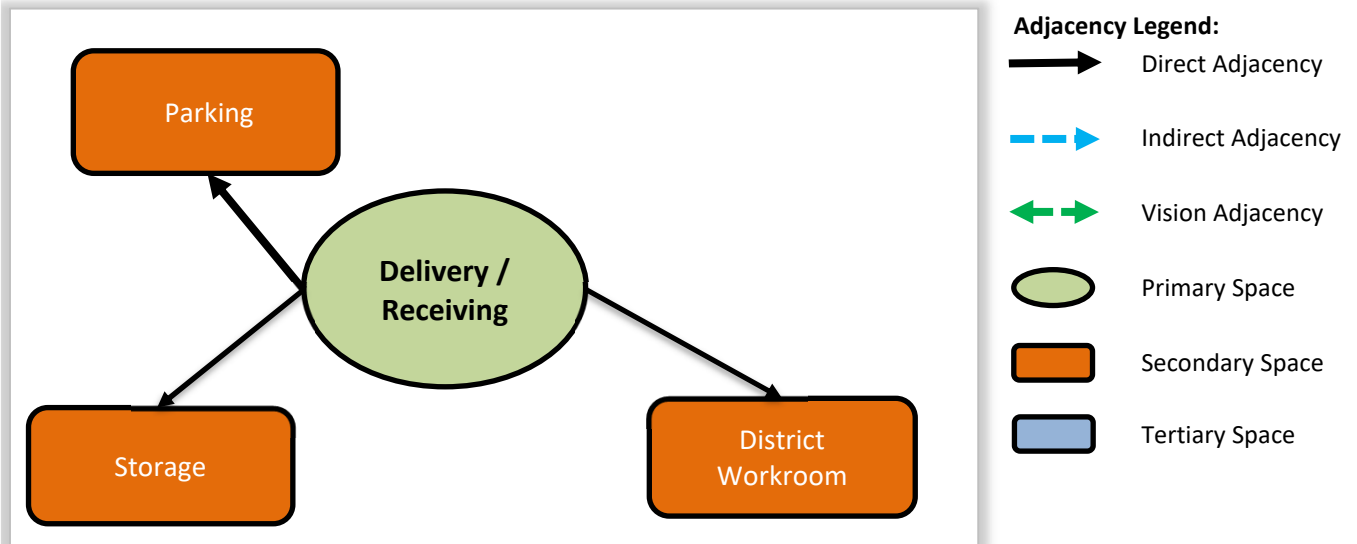 Parking
Delivery /
Receiving
Storage
District
Workroom
Adjacency Legend:
Direct Adjacency
Indirect Adjacency
Vision Adjacency
Primary Space
Secondary Space
Tertiary Space